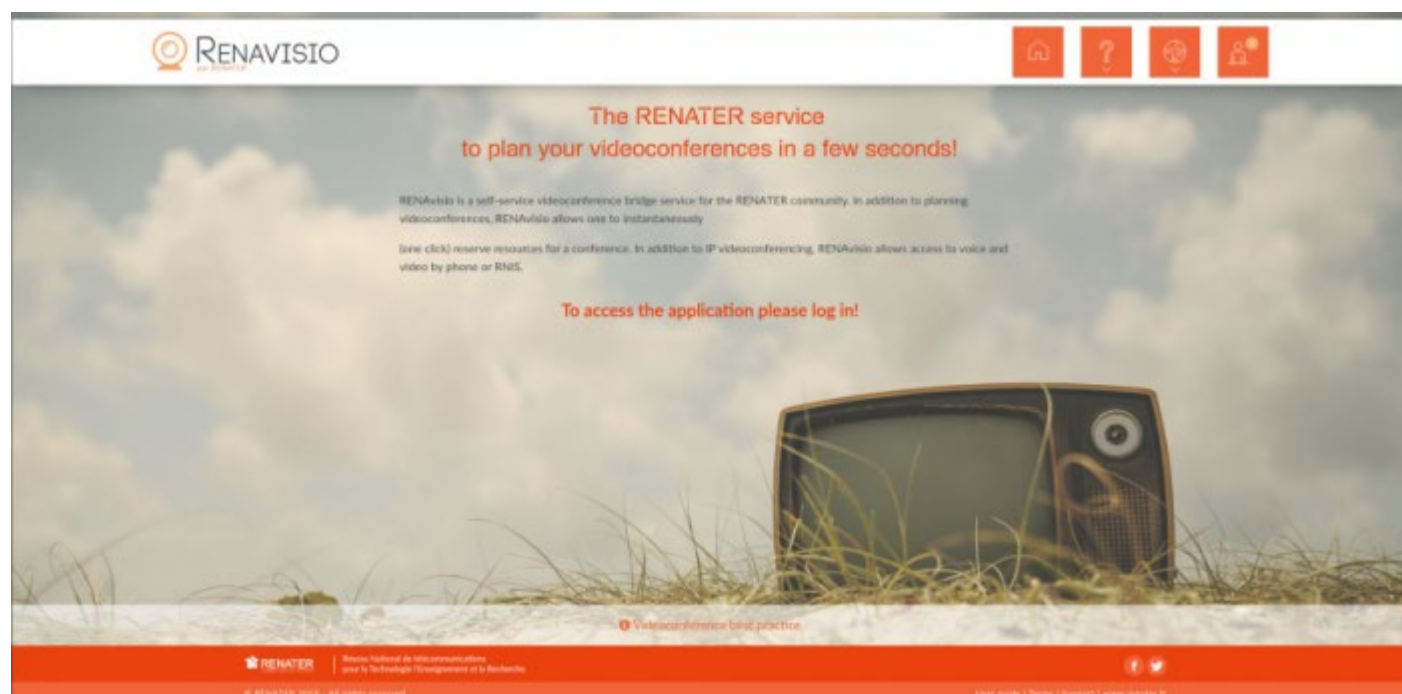 RENAVISIO
par RENATER
The RENATER service
to plan your videoconferences in a few seconds!
RENAvisio is a self-service videoconference bridge service for the RENATER community. In addition to planning
videoconferences, RENAvisio allows one to instantaneously
(one click) reserve resources for a conference. In addition to IP videoconferencing, RENAvisio allows access to voice and
video by phone or RNIS.
To access the application please log in!
Videoconference best practice
RENATER
Réseau National de télécommunications
pour la Technologie l'Enseignement et la Recherche